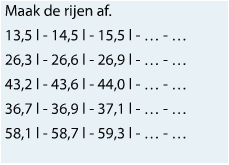 Maak de rijen af.
13,5 l - 14,5 l - 15,5 l - … - …
26,3 l - 26,6 l - 26,9 l - … - …
43,2 l - 43,6 l - 44,0 l - … - …
36,7 l - 36,9 l - 37,1 l - … - …
58,1 l - 58,7 l - 59,3 l - … - …